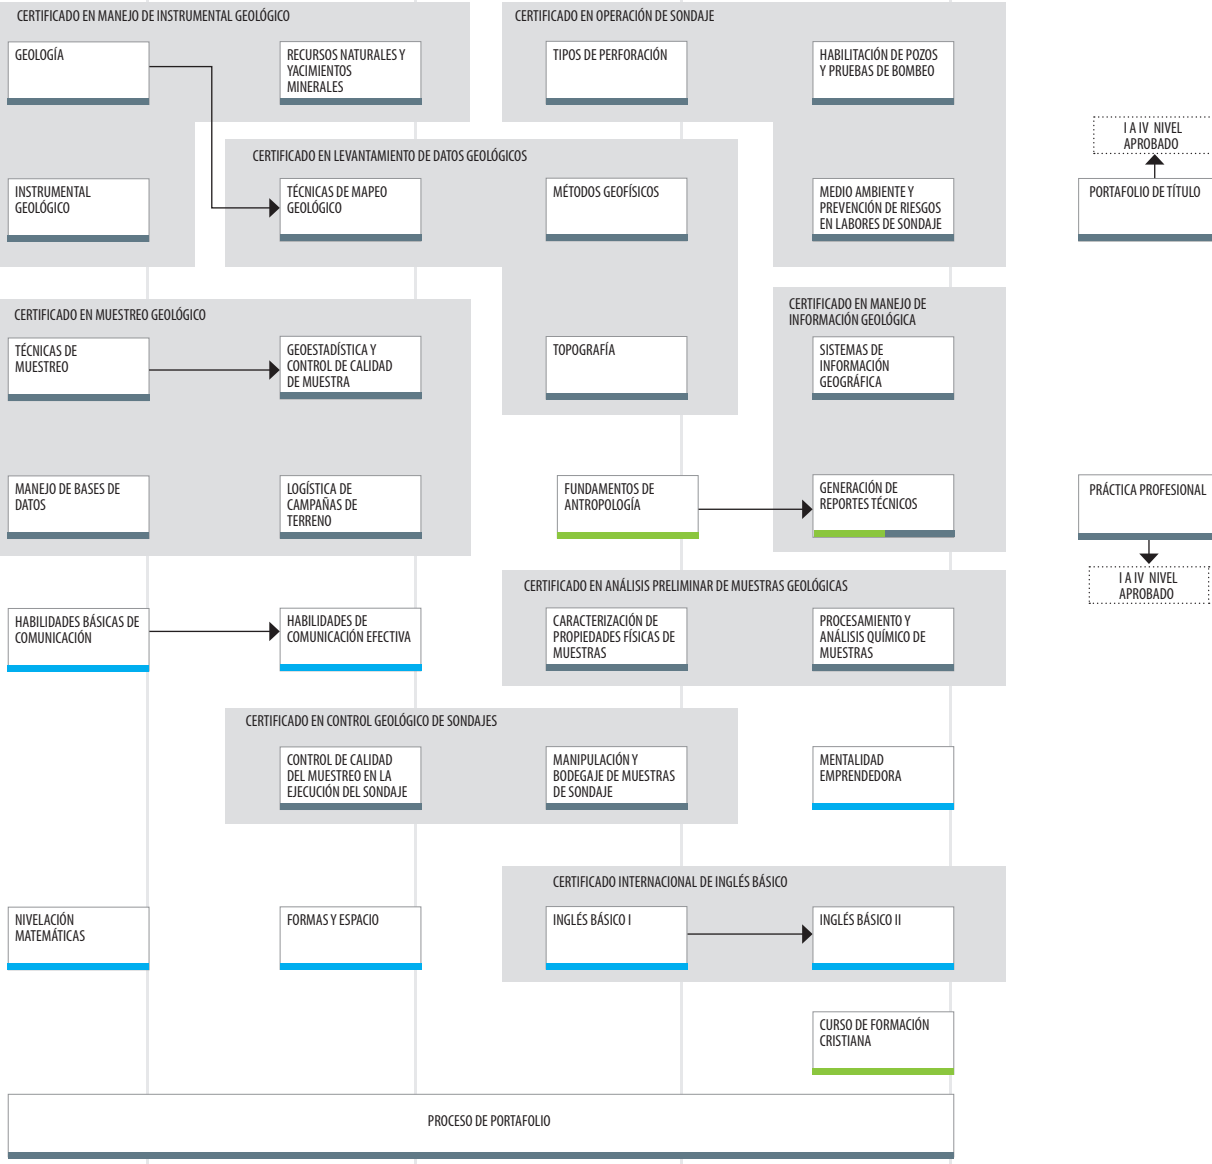 CERTIFICADO EN MANEJO DE INSTRUMENTAL GEOLÓGICO
CERTIFICADO EN OPERACIÓN DE SONDAJE
GEOLOGÍA
RECURSOS NATURALES Y
YACIMIENTOS
MINERALES
TIPOS DE PERFORACIÓN
HABILITACIÓN DE POZOS
Y PRUEBAS DE BOMBEO
I A IV NIVEL
APROBADO
CERTIFICADO EN LEVANTAMIENTO DE DATOS GEOLÓGICOS
INSTRUMENTAL
GEOLÓGICO
TÉCNICAS DE MAPEO
GEOLÓGICO
MÉTODOS GEOFÍSICOS
MEDIO AMBIENTE Y
PREVENCIÓN DE RIESGOS
EN LABORES DE SONDAJE
PORTAFOLIO DE TÍTULO
CERTIFICADO EN MUESTREO GEOLÓGICO
CERTIFICADO EN MANEJO DE
INFORMACIÓN GEOLÓGICA
TÉCNICAS DE
MUESTREO
GEOESTADÍSTICA Y
CONTROL DE CALIDAD
DE MUESTRA
TOPOGRAFÍA
SISTEMAS DE
INFORMACIÓN
GEOGRÁFICA
MANEJO DE BASES DE
DATOS
LOGÍSTICA DE
CAMPAÑAS DE
TERRENO
FUNDAMENTOS DE
ANTROPOLOGÍA
GENERACIÓN DE
REPORTES TÉCNICOS
PRÁCTICA PROFESIONAL
I A IV NIVEL
APROBADO
CERTIFICADO EN ANÁLISIS PRELIMINAR DE MUESTRAS GEOLÓGICAS
HABILIDADES BÁSICAS DE
COMUNICACIÓN
HABILIDADES DE
COMUNICACIÓN EFECTIVA
CARACTERIZACIÓN DE
PROPIEDADES FÍSICAS DE
MUESTRAS
PROCESAMIENTO Y
ANÁLISIS QUÍMICO DE
MUESTRAS
CERTIFICADO EN CONTROL GEOLÓGICO DE SONDAJES
CONTROL DE CALIDAD
DEL MUESTREO EN LA
EJECUCIÓN DEL SONDAJE
MANIPULACIÓN Y
BODEGAJE DE MUESTRAS
DE SONDAJE
MENTALIDAD
EMPRENDEDORA
CERTIFICADO INTERNACIONAL DE INGLÉS BÁSICO
NIVELACIÓN
MATEMÁTICAS
FORMAS Y ESPACIO
INGLÉS BÁSICO I
INGLÉS BÁSICO II
CURSO DE FORMACIÓN
CRISTIANA
PROCESO DE PORTAFOLIO